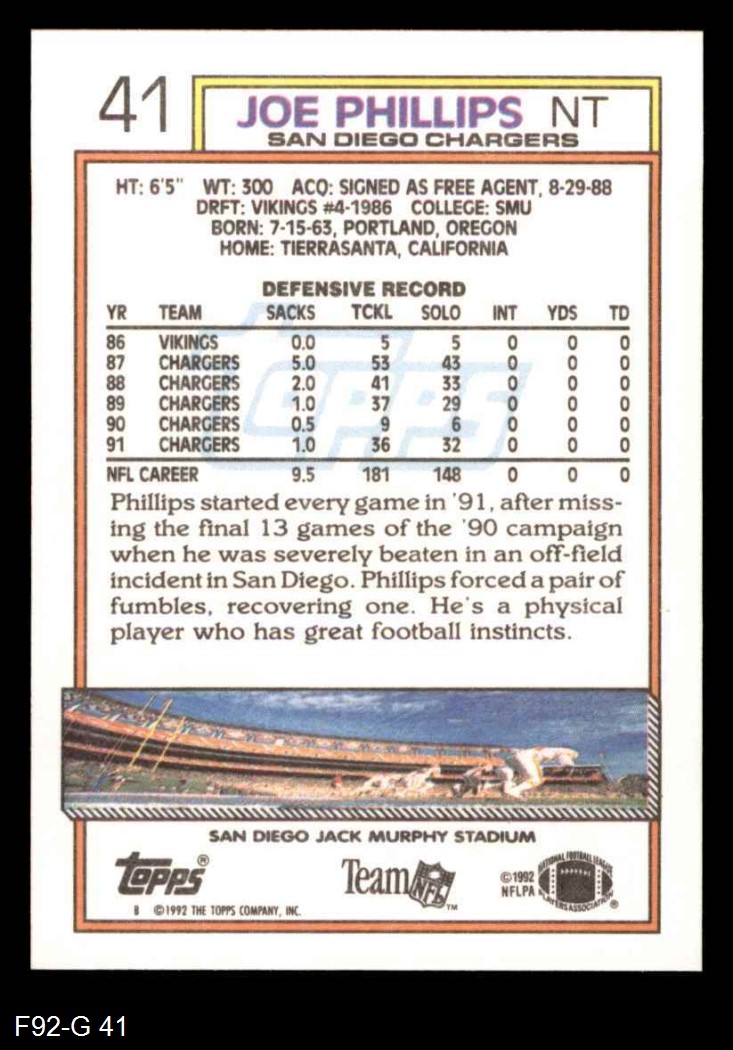 41 JOE PHILLIPS NT
SAN DIEGO CHARGERS
HT: 6'5" WT: 300 ACQ: SIGNED AS FREE AGENT, 8-29-88
DRFT: VIKINGS #4-1986 COLLEGE: SMU
BORN: 7-15-63, PORTLAND, OREGON
HOME: TIERRASANTA, CALIFORNIA
DEFENSIVE RECORD
YR TEAM SACKS TCKL SOLO INT YDS TD
86 VIKINGS 0.0 5 5 0 0 0
87 CHARGERS 5.0 53 43 0 0 0
88 CHARGERS 2.0 41 33 0 0 0
89 CHARGERS 1.0 37 29 0 0 0
90 CHARGERS 0.5 9 6 0 0 0
91 CHARGERS 1.0 36 32 0 0 0
NFL CAREER 9.5 181 148 0 0 0
TOPPS
Phillips started every game in '91, after miss-
ing the final 13 games of the '90 campaign
when he was severely beaten in an off-field
incident in San Diego. Phillips forced a pair of
fumbles, recovering one. He's a physical
player who has great football instincts.
SAN DIEGO JACK MURPHY STADIUM
TOPPS®
Team NFL™
©1992
NFLPA
NATIONAL FOOTBALL LEAGUE
PLAYERS ASSOCIATION®
B ©1992 THE TOPPS COMPANY, INC.
F92-G 41